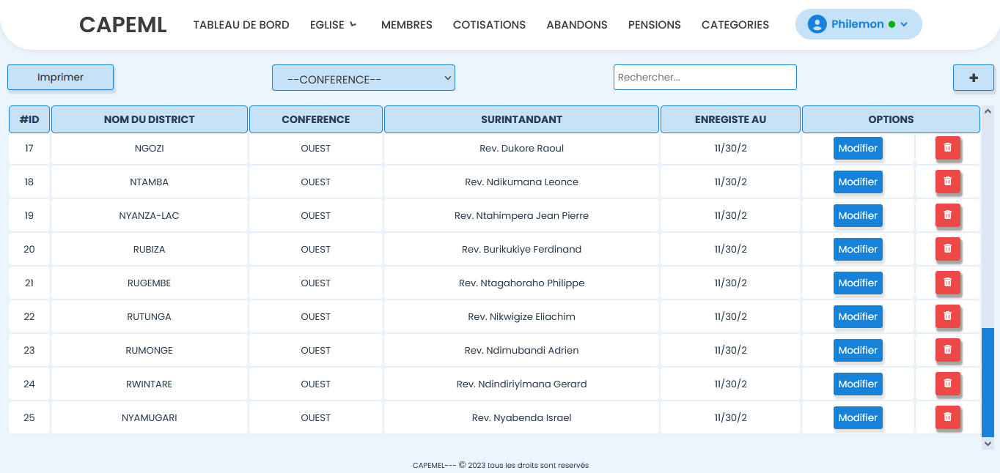 CAPEML TABLEAU DE BORD EGLISE MEMBRES COTISATIONS ABANDONS PENSIONS CATEGORIES Philemon
Imprimer --CONFERENCE-- Rechercher... +
#ID NOM DU DISTRICT CONFERENCE SURINTANDANT ENREGISTE AU OPTIONS
17 NGOZI OUEST Rev. Dukore Raoul 11/30/2 Modifier
18 NTAMBA OUEST Rev. Ndikumana Leonce 11/30/2 Modifier
19 NYANZA-LAC OUEST Rev. Ntahimpera Jean Pierre 11/30/2 Modifier
20 RUBIZA OUEST Rev. Burikukiye Ferdinand 11/30/2 Modifier
21 RUGEMBE OUEST Rev. Ntagahoraho Philippe 11/30/2 Modifier
22 RUTUNGA OUEST Rev. Nikwigize Eliachim 11/30/2 Modifier
23 RUMONGE OUEST Rev. Ndimubandi Adrien 11/30/2 Modifier
24 RWINTARE OUEST Rev. Ndindiriyimana Gerard 11/30/2 Modifier
25 NYAMUGARI OUEST Rev. Nyabenda Israel 11/30/2 Modifier
CAPEMEL--- © 2023 tous les droits sont reservés